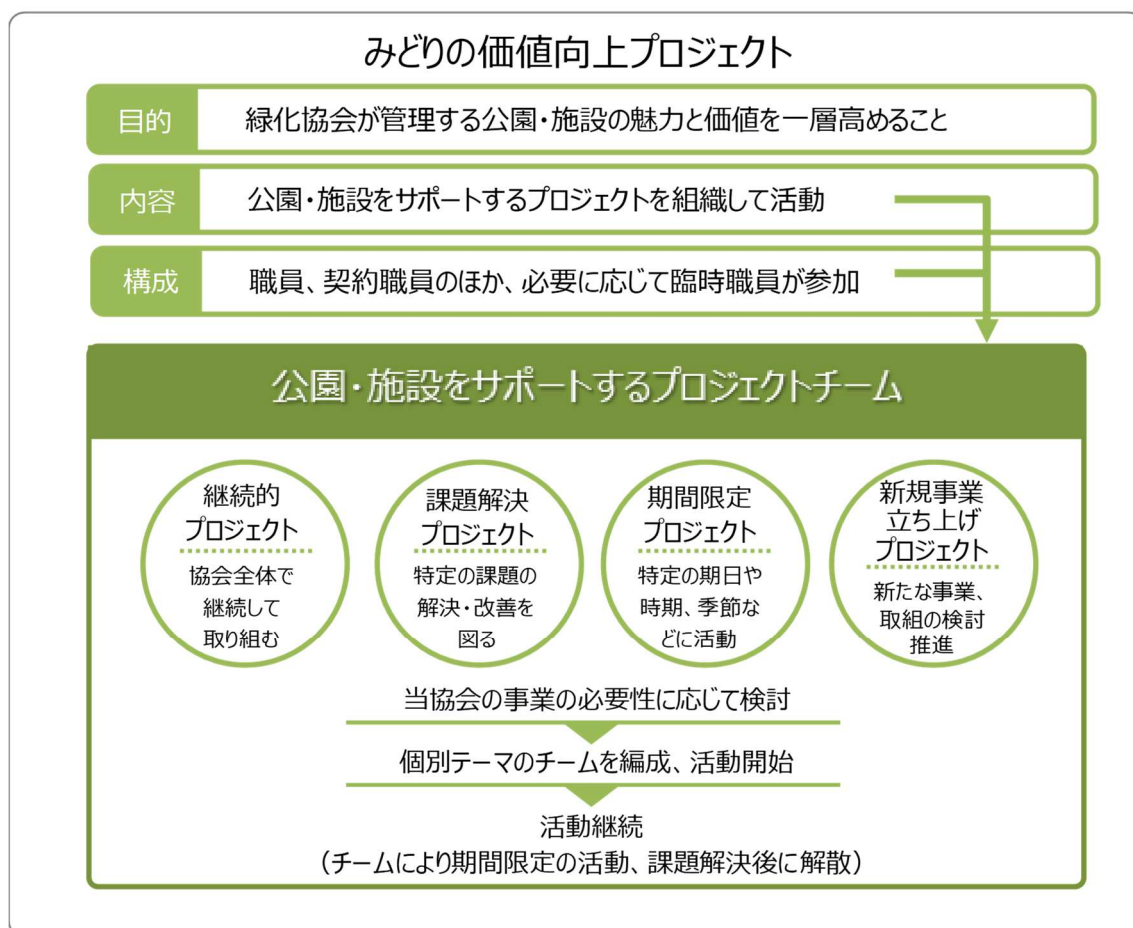 みどりの価値向上プロジェクト
目的
緑化協会が管理する公園・施設の魅力と価値を一層高めること
内容
公園・施設をサポートするプロジェクトを組織して活動
構成
職員、契約職員のほか、必要に応じて臨時職員が参加
公園・施設をサポートするプロジェクトチーム
継続的
プロジェクト
協会全体で
継続して
取り組む
課題解決
プロジェクト
特定の課題の
解決・改善を
図る
期間限定
プロジェクト
特定の期日や
時期、季節な
どに活動
新規事業
立ち上げ
プロジェクト
新たな事業、
取組の検討
推進
当協会の事業の必要性に応じて検討
個別テーマのチームを編成、活動開始
活動継続
（チームにより期間限定の活動、課題解決後に解散）